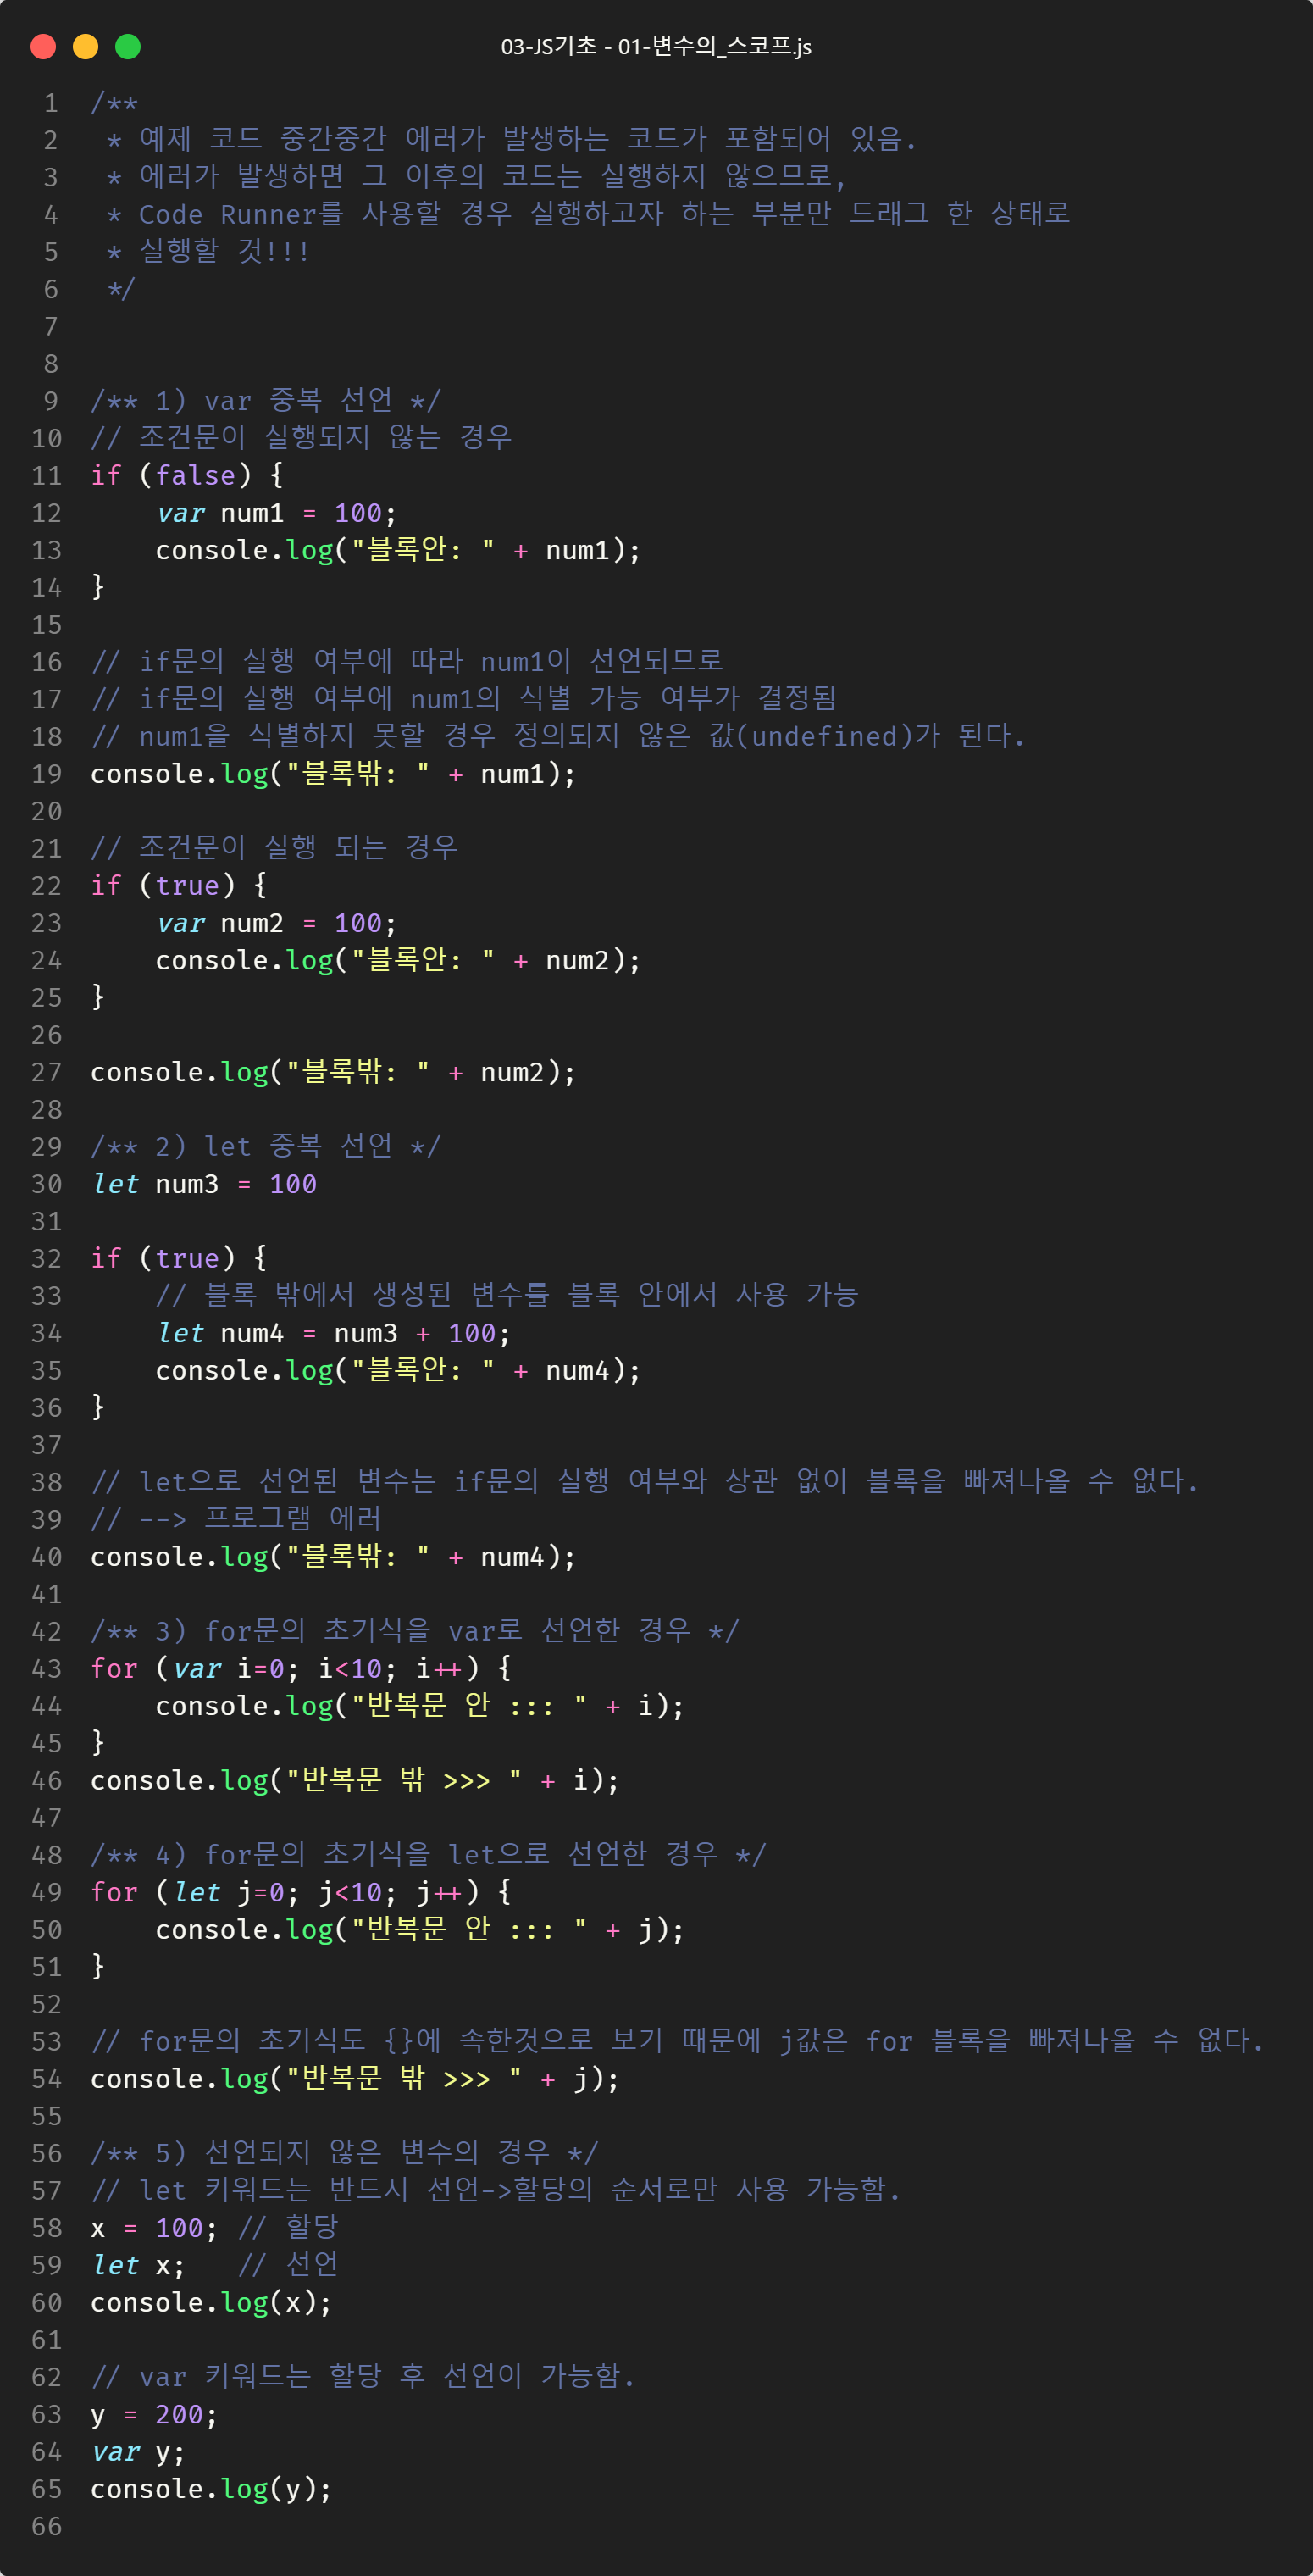 03-JS기초 - 01-변수의_스코프.js
1 /**
2  * 예제 코드 중간중간 에러가 발생하는 코드가 포함되어 있음.
3  * 에러가 발생하면 그 이후의 코드는 실행하지 않으므로,
4  * Code Runner를 사용할 경우 실행하고자 하는 부분만 드래그 한 상태로
5  * 실행할 것!!!
6  */
7
8
9 /** 1) var 중복 선언 */
10 // 조건문이 실행되지 않는 경우
11 if (false) {
12     var num1 = 100;
13     console.log("블록안: " + num1);
14 }
15
16 // if문의 실행 여부에 따라 num1이 선언되므로
17 // if문의 실행 여부에 num1의 식별 가능 여부가 결정됨
18 // num1을 식별하지 못할 경우 정의되지 않은 값(undefined)가 된다.
19 console.log("블록밖: " + num1);
20
21 // 조건문이 실행 되는 경우
22 if (true) {
23     var num2 = 100;
24     console.log("블록안: " + num2);
25 }
26
27 console.log("블록밖: " + num2);
28
29 /** 2) let 중복 선언 */
30 let num3 = 100
31
32 if (true) {
33     // 블록 밖에서 생성된 변수를 블록 안에서 사용 가능
34     let num4 = num3 + 100;
35     console.log("블록안: " + num4);
36 }
37
38 // let으로 선언된 변수는 if문의 실행 여부와 상관 없이 블록을 빠져나올 수 없다.
39 // --> 프로그램 에러
40 console.log("블록밖: " + num4);
41
42 /** 3) for문의 초기식을 var로 선언한 경우 */
43 for (var i=0; i<10; i++) {
44     console.log("반복문 안 ::: " + i);
45 }
46 console.log("반복문 밖 >>> " + i);
47
48 /** 4) for문의 초기식을 let으로 선언한 경우 */
49 for (let j=0; j<10; j++) {
50     console.log("반복문 안 ::: " + j);
51 }
52
53 // for문의 초기식도 {}에 속한것으로 보기 때문에 j값은 for 블록을 빠져나올 수 없다.
54 console.log("반복문 밖 >>> " + j);
55
56 /** 5) 선언되지 않은 변수의 경우 */
57 // let 키워드는 반드시 선언->할당의 순서로만 사용 가능함.
58 x = 100; // 할당
59 let x;   // 선언
60 console.log(x);
61
62 // var 키워드는 할당 후 선언이 가능함.
63 y = 200;
64 var y;
65 console.log(y);
66